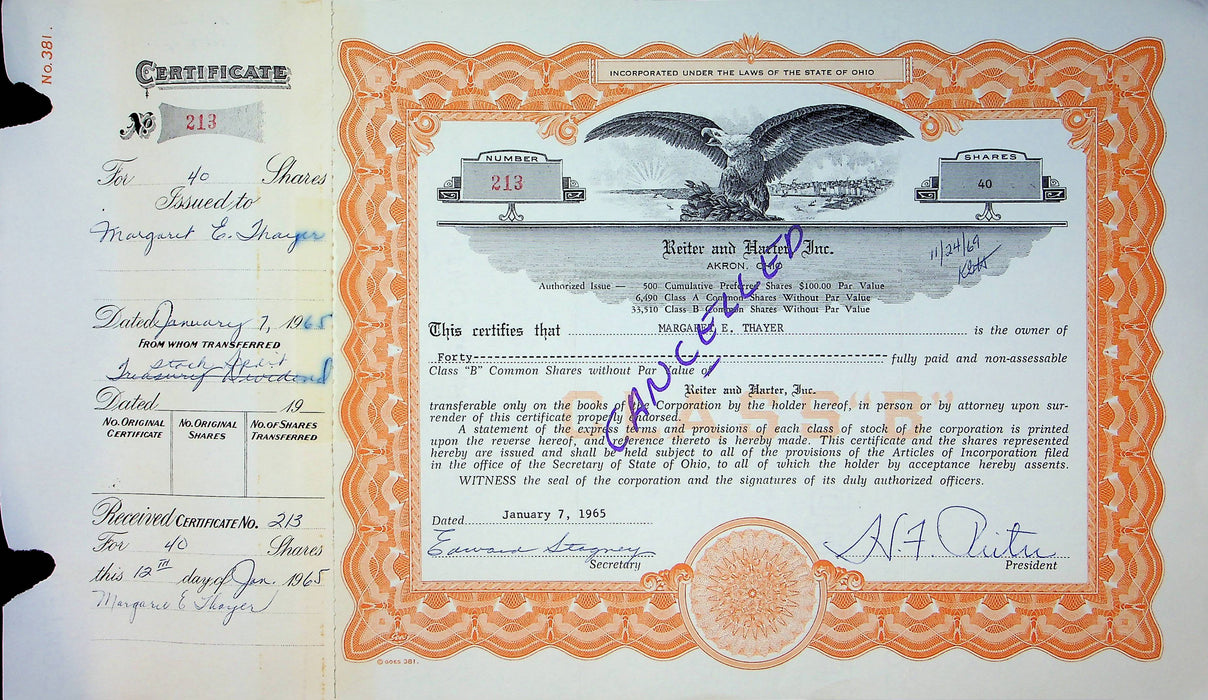 No. 381.
CERTIFICATE
No 213
For 40 Shares
Issued to
Margaret E. Thayer
Dated January 7, 1965
FROM WHOM TRANSFERRED
Stock Split
Treasury Dividend
Dated 19
No. ORIGINAL CERTIFICATE
No. ORIGINAL SHARES
No. OF SHARES TRANSFERRED
Received CERTIFICATE No. 213
For 40 Shares
this 12TH day of Jan. 1965
Margaret E Thayer
INCORPORATED UNDER THE LAWS OF THE STATE OF OHIO
NUMBER
213
SHARES
40
Reiter and Harter, Inc.
AKRON, OHIO
11/24/69
Authorized Issue — 500 Cumulative Preferred Shares $100.00 Par Value
6,490 Class A Common Shares Without Par Value
33,510 Class B Common Shares Without Par Value
CANCELLED
This certifies that MARGARET E. THAYER is the owner of
Forty fully paid and non-assessable
Class "B" Common Shares without Par Value of
Reiter and Harter, Inc.
CLASS "B"
transferable only on the books of the Corporation by the holder hereof, in person or by attorney upon sur-
render of this certificate properly endorsed.
A statement of the express terms and provisions of each class of stock of the corporation is printed
upon the reverse hereof, and reference thereto is hereby made. This certificate and the shares represented
hereby are issued and shall be held subject to all of the provisions of the Articles of Incorporation filed
in the office of the Secretary of State of Ohio, to all of which the holder by acceptance hereby assents.
WITNESS the seal of the corporation and the signatures of its duly authorized officers.
Dated January 7, 1965
Edward Stagney
Secretary
H. F. Reiter
President
© GOES 381.